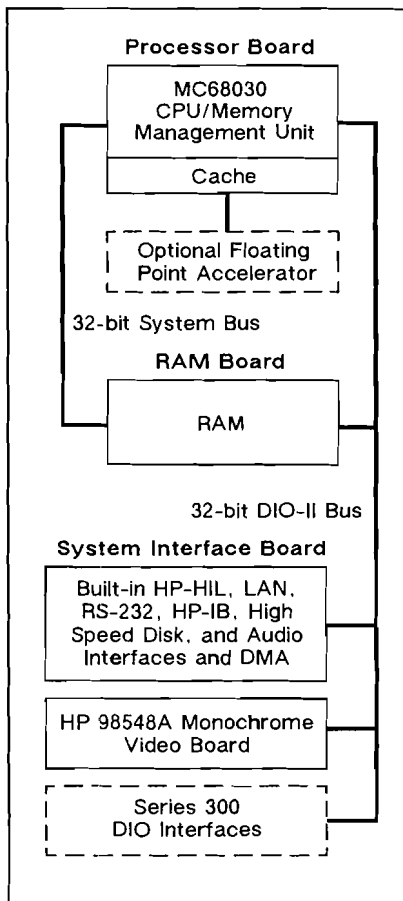 Processor Board
MC68030
CPU/Memory
Management Unit
Cache
Optional Floating
Point Accelerator
32-bit System Bus
RAM Board
RAM
32-bit DIO-II Bus
System Interface Board
Built-in HP-HIL, LAN,
RS-232, HP-IB, High
Speed Disk, and Audio
Interfaces and DMA
HP 98548A Monochrome
Video Board
Series 300
DIO Interfaces